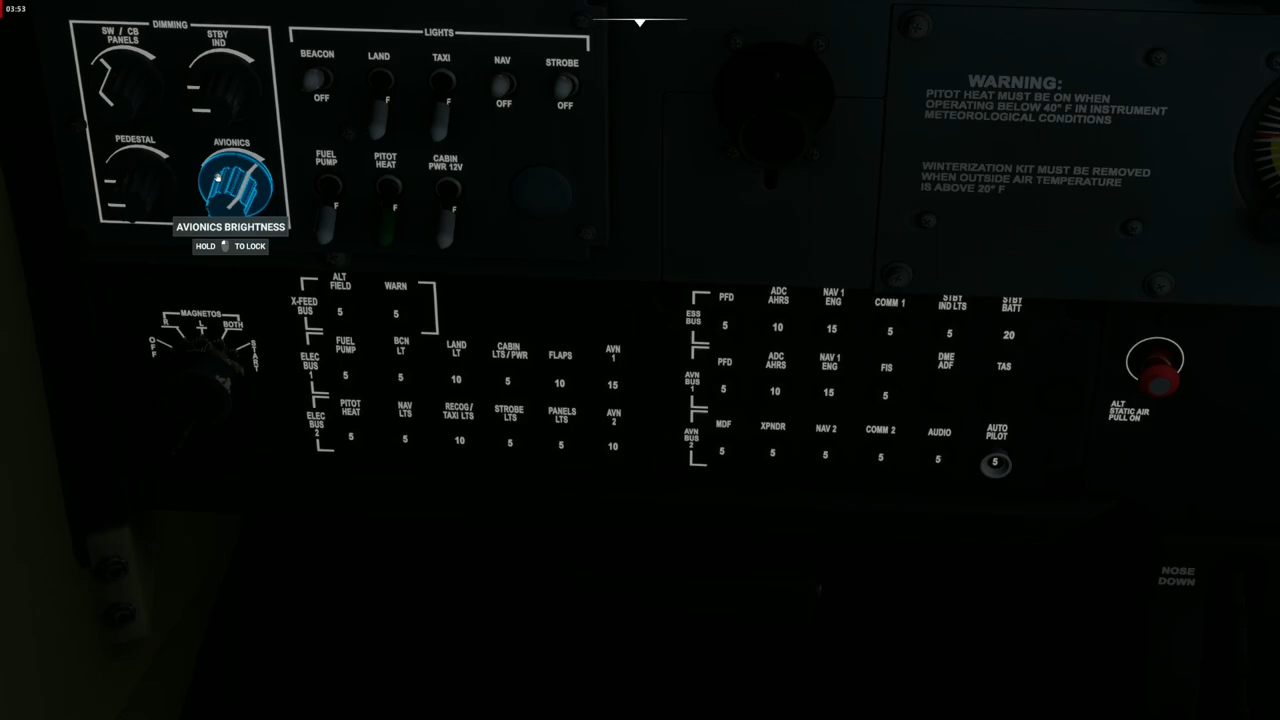 03:53
DIMMING
SW / CB
PANELS
STBY
IND
PEDESTAL
AVIONICS
AVIONICS BRIGHTNESS
HOLD TO LOCK
LIGHTS
BEACON
LAND
TAXI
NAV
STROBE
OFF
F
F
OFF
OFF
FUEL
PUMP
PITOT
HEAT
CABIN
PWR 12V
F
F
F
WARNING:
PITOT HEAT MUST BE ON WHEN
OPERATING BELOW 40° F IN INSTRUMENT
METEOROLOGICAL CONDITIONS
WINTERIZATION KIT MUST BE REMOVED
WHEN OUTSIDE AIR TEMPERATURE
IS ABOVE 20° F
MAGNETOS
OFF
R
L
BOTH
START
X-FEED
BUS
ALT
FIELD
WARN
5
5
ELEC
BUS
1
FUEL
PUMP
BCN
LT
LAND
LT
CABIN
LTS/PWR
FLAPS
AVN
1
5
5
10
5
10
15
ELEC
BUS
2
PITOT
HEAT
NAV
LTS
RECOG/
TAXI LTS
STROBE
LTS
PANELS
LTS
AVN
2
5
5
10
5
5
10
ESS
BUS
PFD
ADC
AHRS
NAV 1
ENG
COMM 1
STBY
IND LTS
STBY
BATT
5
10
15
5
5
20
AVN
BUS
1
PFD
ADC
AHRS
NAV 1
ENG
FIS
DME
ADF
TAS
5
10
15
5
AVN
BUS
2
MDF
XPNDR
NAV 2
COMM 2
AUDIO
AUTO
PILOT
5
5
5
5
5
5
ALT
STATIC AIR
PULL ON
NOSE
DOWN